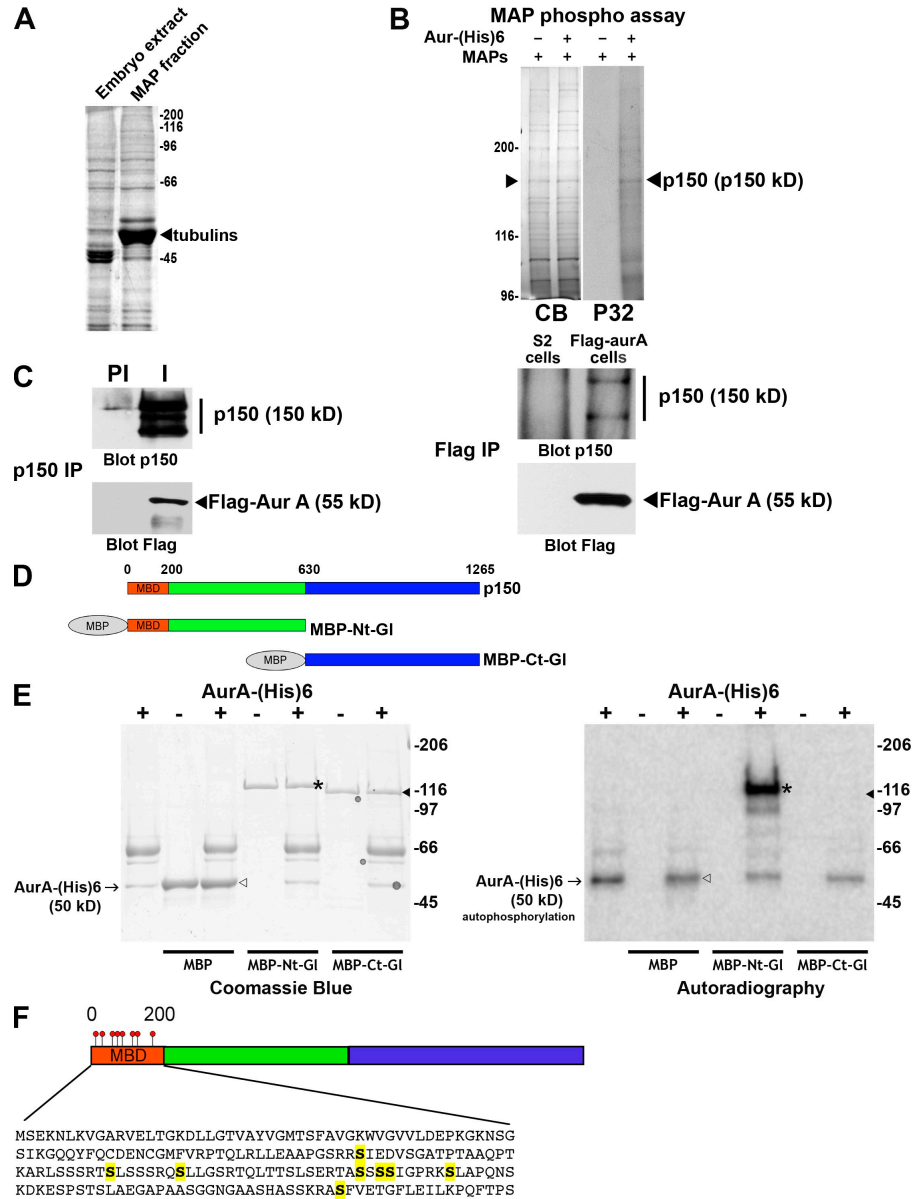 A
Embryo extract
MAP fraction
-200
-116
-96
-66
tubulins
-45
B
MAP phospho assay
Aur-(His)6 – + – +
MAPs + + + +
200-
p150 (p150 kD)
116
96-
CB P32
C
PI I
p150 (150 kD)
Blot p150
p150 IP
Flag-Aur A (55 kD)
Blot Flag
S2 cells
Flag-aurA cells
p150 (150 kD)
Flag IP
Blot p150
Flag-Aur A (55 kD)
Blot Flag
D
0 200 630 1265
MBD p150
MBP MBD MBP-Nt-Gl
MBP MBP-Ct-Gl
E
AurA-(His)6
+ - + - + - +
-206
*
-116
-97
-66
AurA-(His)6 →
(50 kD)
-45
MBP MBP-Nt-Gl MBP-Ct-Gl
Coomassie Blue
AurA-(His)6
+ - + - + - +
-206
*
-116
-97
-66
AurA-(His)6 →
(50 kD)
autophosphorylation
-45
MBP MBP-Nt-Gl MBP-Ct-Gl
Autoradiography
F
0 200
MBD
MSEKNLKVGARVELTGKDLLGTVAYVGMTSFAVGKWVGVVLDEPKGKNSG
SIKGQQYFQCDENCGMFVRPTQLRLLEAAPGSRRSIEDVSGATPTAAQPT
KARLSSSRTSLSSSRQSLLGSRTQLTTSLSERTASSSSIGPRKSLAPQNS
KDKESPSTSLAEGAPAASGGNGAASHASSKRASFVETGFLEILKPQFTPS